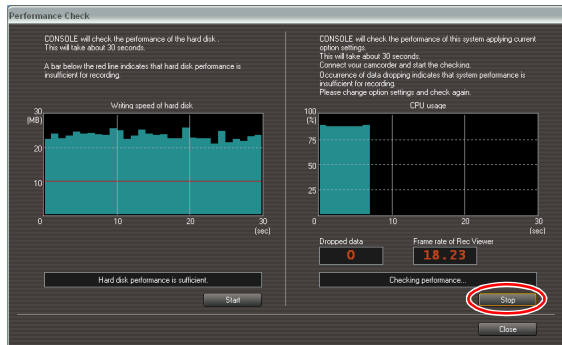 Performance Check
CONSOLE will check the performance of the hard disk .
This will take about 30 seconds.
A bar below the red line indicates that hard disk performance is
insufficient for recording.
Writing speed of hard disk
30
(MB)
20
10
0 10 20 30
(sec)
Hard disk performance is sufficient.
Start
CONSOLE will check the performance of this system applying current
option settings.
This will take about 30 seconds.
Connect your camcorder and start the checking.
Occurrence of data dropping indicates that system performance is
insufficient for recording.
Please change option settings and check again.
CPU usage
100
(%)
75
50
25
0 10 20 30
(sec)
Dropped data Frame rate of Rec Viewer
0 18.23
Checking performance...
Stop
Close